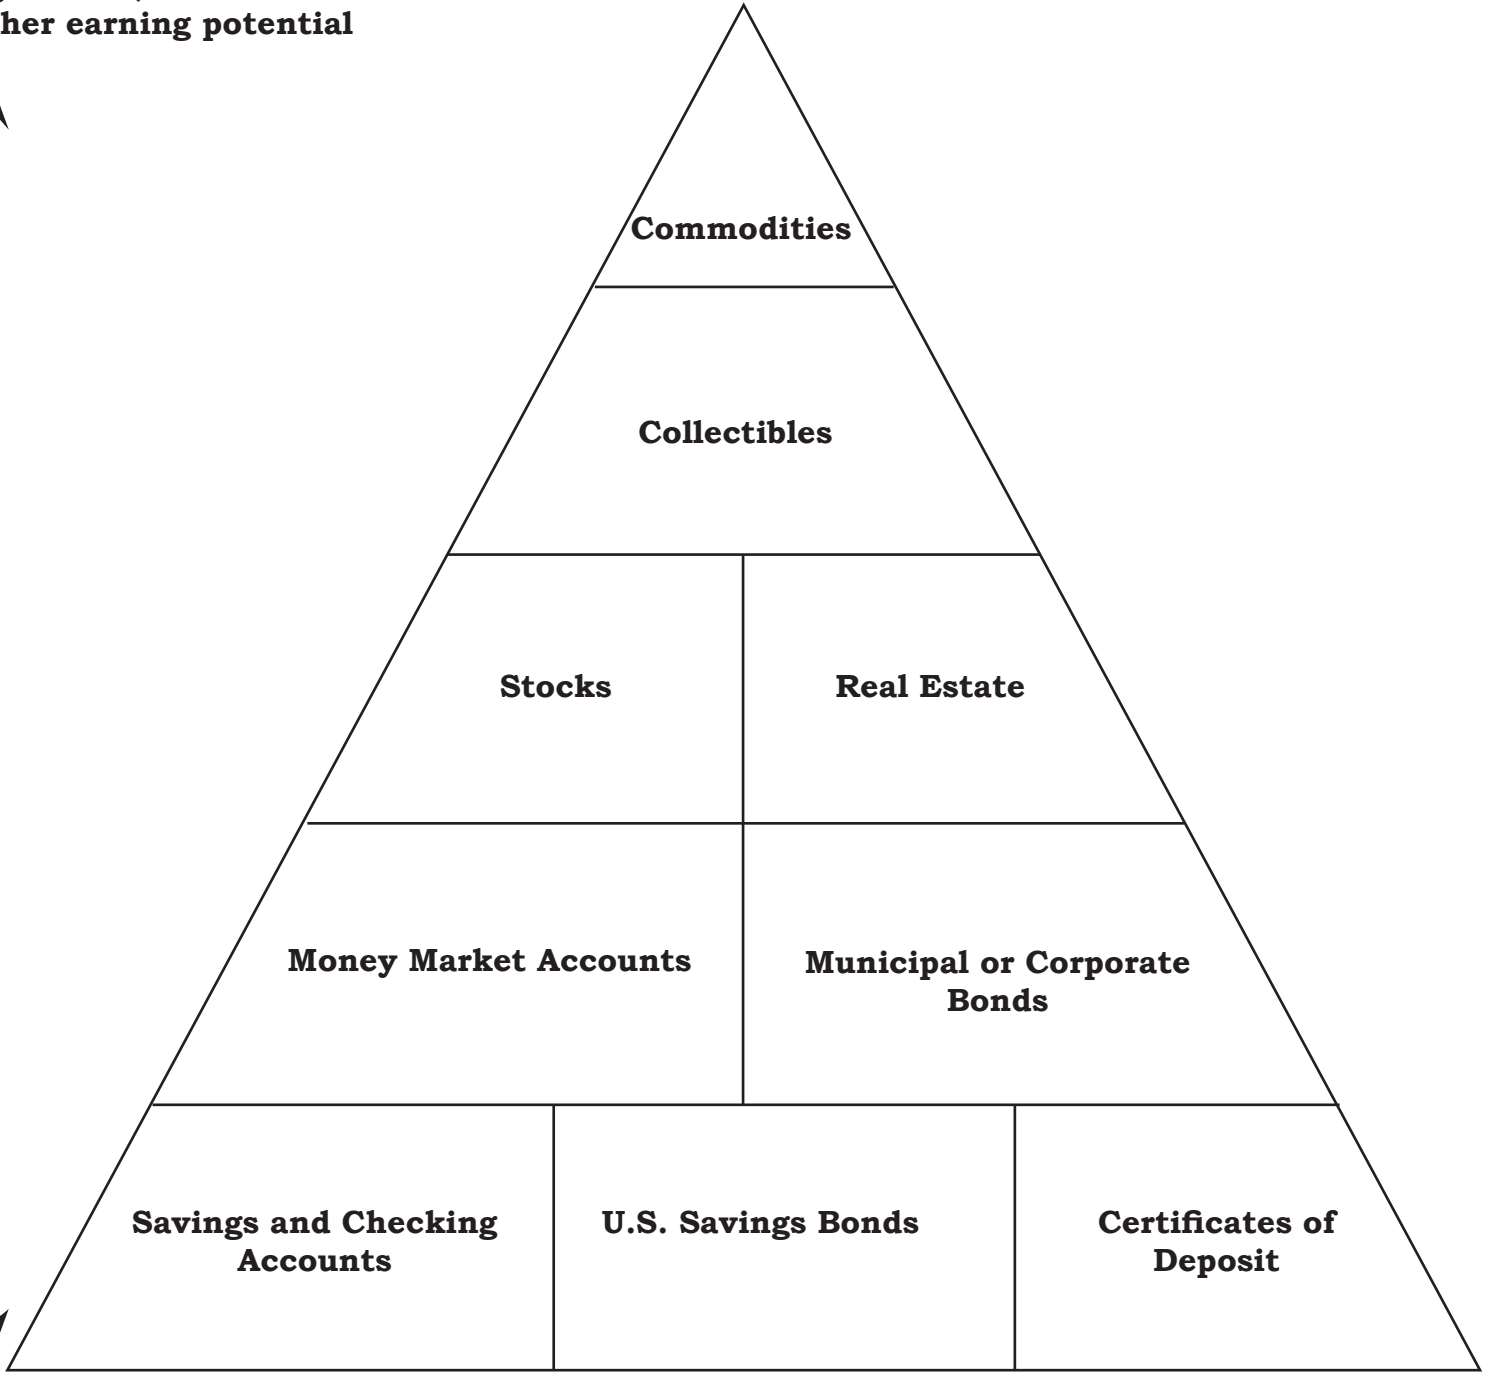 her earning potential
Commodities
Collectibles
Stocks
Real Estate
Money Market Accounts
Municipal or Corporate
Bonds
Savings and Checking
Accounts
U.S. Savings Bonds
Certificates of
Deposit